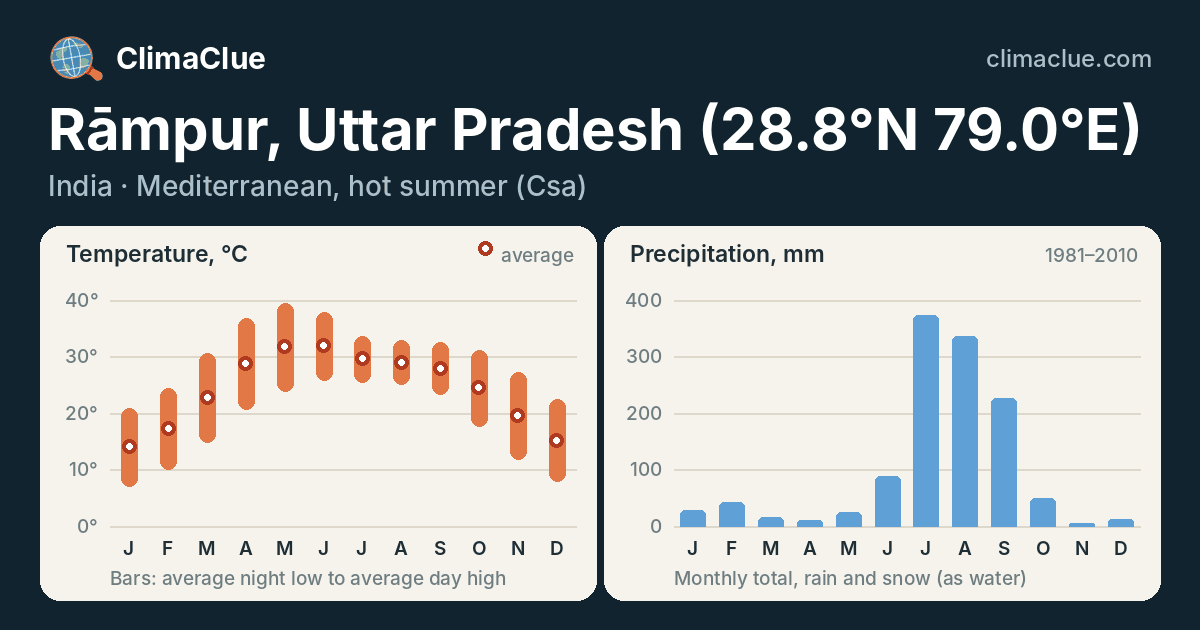 ClimaClue
climaclue.com
Rāmpur, Uttar Pradesh (28.8°N 79.0°E)
India · Mediterranean, hot summer (Csa)
Temperature, °C
average
40°
30°
20°
10°
0°
J F M A M J J A S O N D
Bars: average night low to average day high
Precipitation, mm
1981–2010
400
300
200
100
0
J F M A M J J A S O N D
Monthly total, rain and snow (as water)